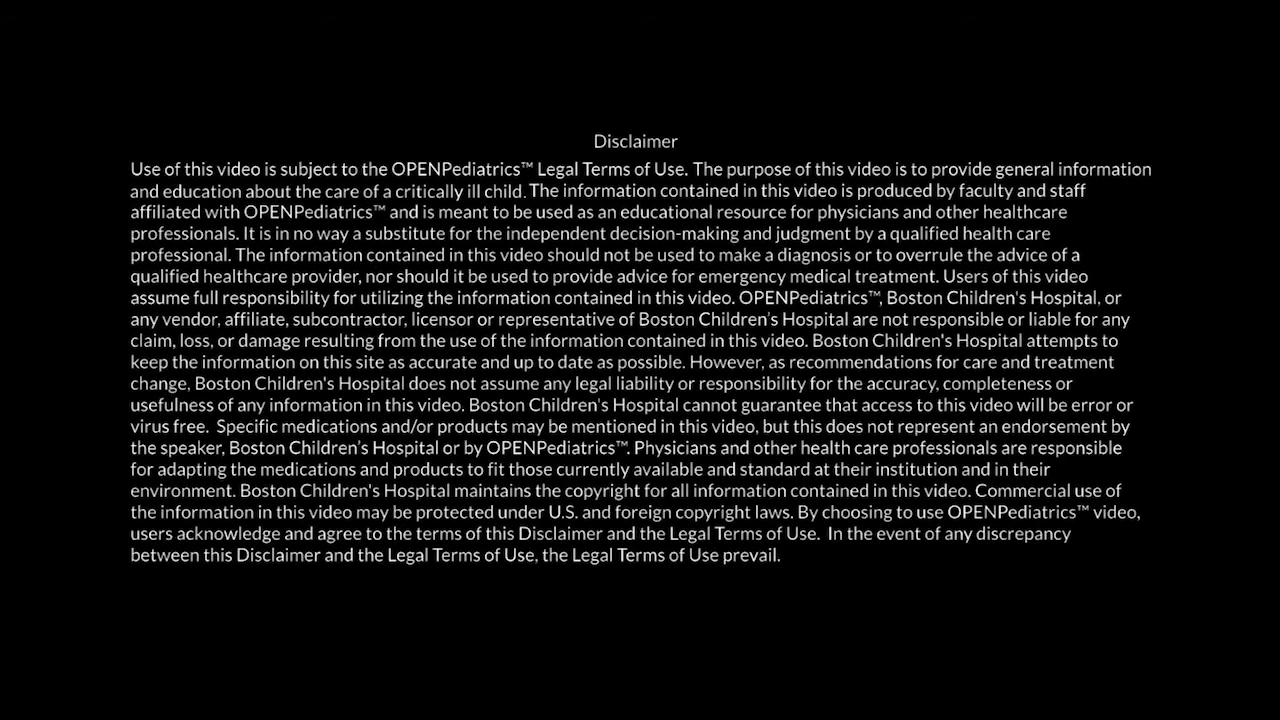 Disclaimer
Use of this video is subject to the OPENPediatrics™ Legal Terms of Use. The purpose of this video is to provide general information
and education about the care of a critically ill child. The information contained in this video is produced by faculty and staff
affiliated with OPENPediatrics™ and is meant to be used as an educational resource for physicians and other healthcare
professionals. It is in no way a substitute for the independent decision-making and judgment by a qualified health care
professional. The information contained in this video should not be used to make a diagnosis or to overrule the advice of a
qualified healthcare provider, nor should it be used to provide advice for emergency medical treatment. Users of this video
assume full responsibility for utilizing the information contained in this video. OPENPediatrics™, Boston Children's Hospital, or
any vendor, affiliate, subcontractor, licensor or representative of Boston Children’s Hospital are not responsible or liable for any
claim, loss, or damage resulting from the use of the information contained in this video. Boston Children's Hospital attempts to
keep the information on this site as accurate and up to date as possible. However, as recommendations for care and treatment
change, Boston Children's Hospital does not assume any legal liability or responsibility for the accuracy, completeness or
usefulness of any information in this video. Boston Children's Hospital cannot guarantee that access to this video will be error or
virus free.  Specific medications and/or products may be mentioned in this video, but this does not represent an endorsement by
the speaker, Boston Children’s Hospital or by OPENPediatrics™. Physicians and other health care professionals are responsible
for adapting the medications and products to fit those currently available and standard at their institution and in their
environment. Boston Children's Hospital maintains the copyright for all information contained in this video. Commercial use of
the information in this video may be protected under U.S. and foreign copyright laws. By choosing to use OPENPediatrics™ video,
users acknowledge and agree to the terms of this Disclaimer and the Legal Terms of Use.  In the event of any discrepancy
between this Disclaimer and the Legal Terms of Use, the Legal Terms of Use prevail.